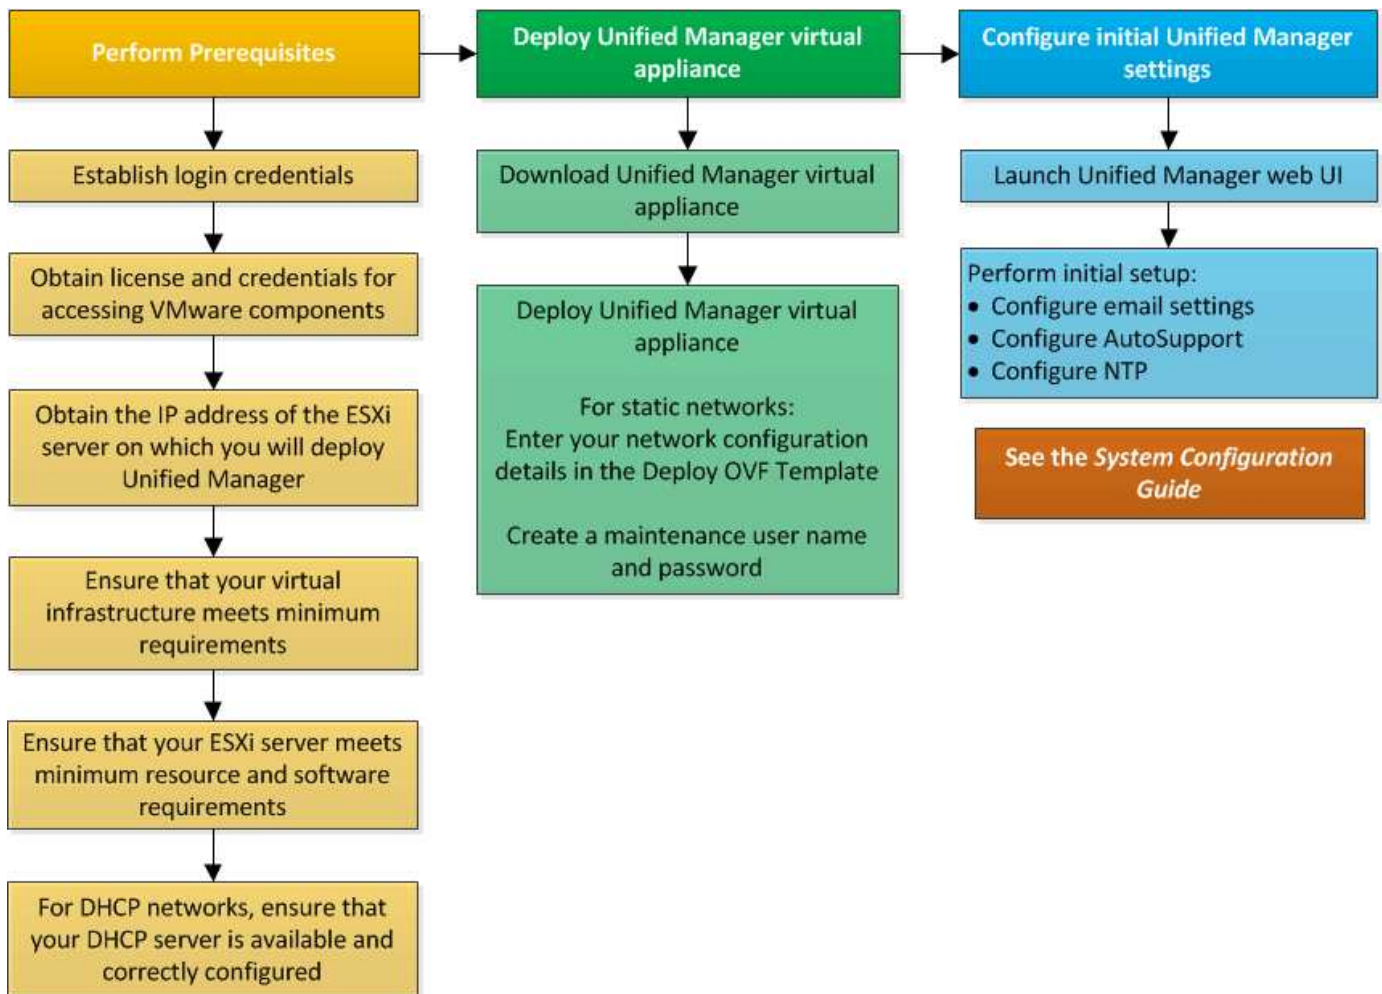 Perform Prerequisites
Establish login credentials
Obtain license and credentials for
accessing VMware components
Obtain the IP address of the ESXi
server on which you will deploy
Unified Manager
Ensure that your virtual
infrastructure meets minimum
requirements
Ensure that your ESXi server meets
minimum resource and software
requirements
For DHCP networks, ensure that
your DHCP server is available and
correctly configured
Deploy Unified Manager virtual
appliance
Download Unified Manager virtual
appliance
Deploy Unified Manager virtual
appliance
For static networks:
Enter your network configuration
details in the Deploy OVF Template
Create a maintenance user name
and password
Configure initial Unified Manager
settings
Launch Unified Manager web UI
Perform initial setup:
• Configure email settings
• Configure AutoSupport
• Configure NTP
See the System Configuration
Guide